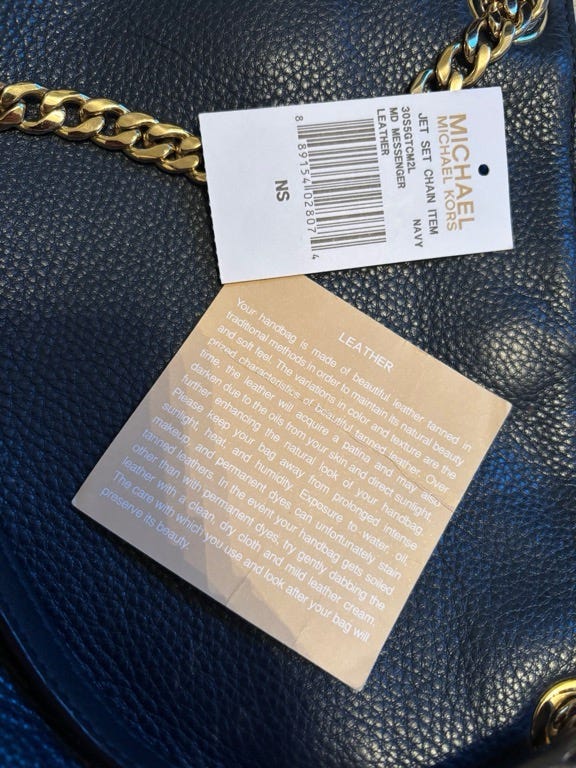 MICHAEL
MICHAEL KORS
JET SET CHAIN ITEM
30S5GTCM2L NAVY
MD MESSENGER
LEATHER
8 89154 02807 4
NS
LEATHER
Your handbag is made of beautiful leather tanned in
traditional methods in order to maintain its natural beauty
and soft feel. The variations in color and texture are the
prized characteristics of beautiful tanned leather. Over
time, the leather will acquire a patina and may also
darken due to the oils from your skin and direct sunlight,
further enhancing the natural look of your handbag.
Please keep your bag away from prolonged intense
sunlight, heat, and humidity. Exposure to water, oil,
makeup, and permanent dyes, can unfortunately stain
tanned leathers. In the event your handbag gets soiled
other than with permanent dyes, try gently dabbing the
leather with a clean, dry, cloth, and mild leather cream.
The care with which you use and look after your bag will
preserve its beauty.